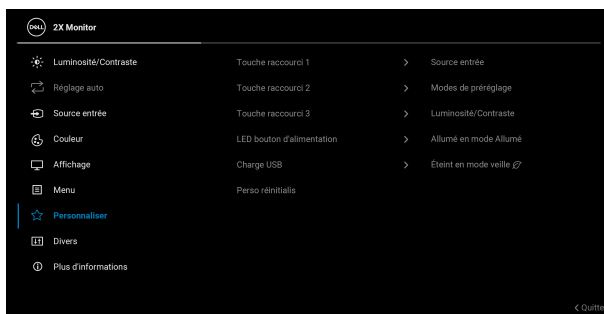 DELL 2X Monitor
Luminosité/Contraste Touche raccourci 1 Source entrée
Réglage auto Touche raccourci 2 Modes de préréglage
Source entrée Touche raccourci 3 Luminosité/Contraste
Couleur LED bouton d'alimentation Allumé en mode Allumé
Affichage Charge USB Éteint en mode veille
Menu Perso réinitialis
Personnaliser
Divers
Plus d'informations
Quitte